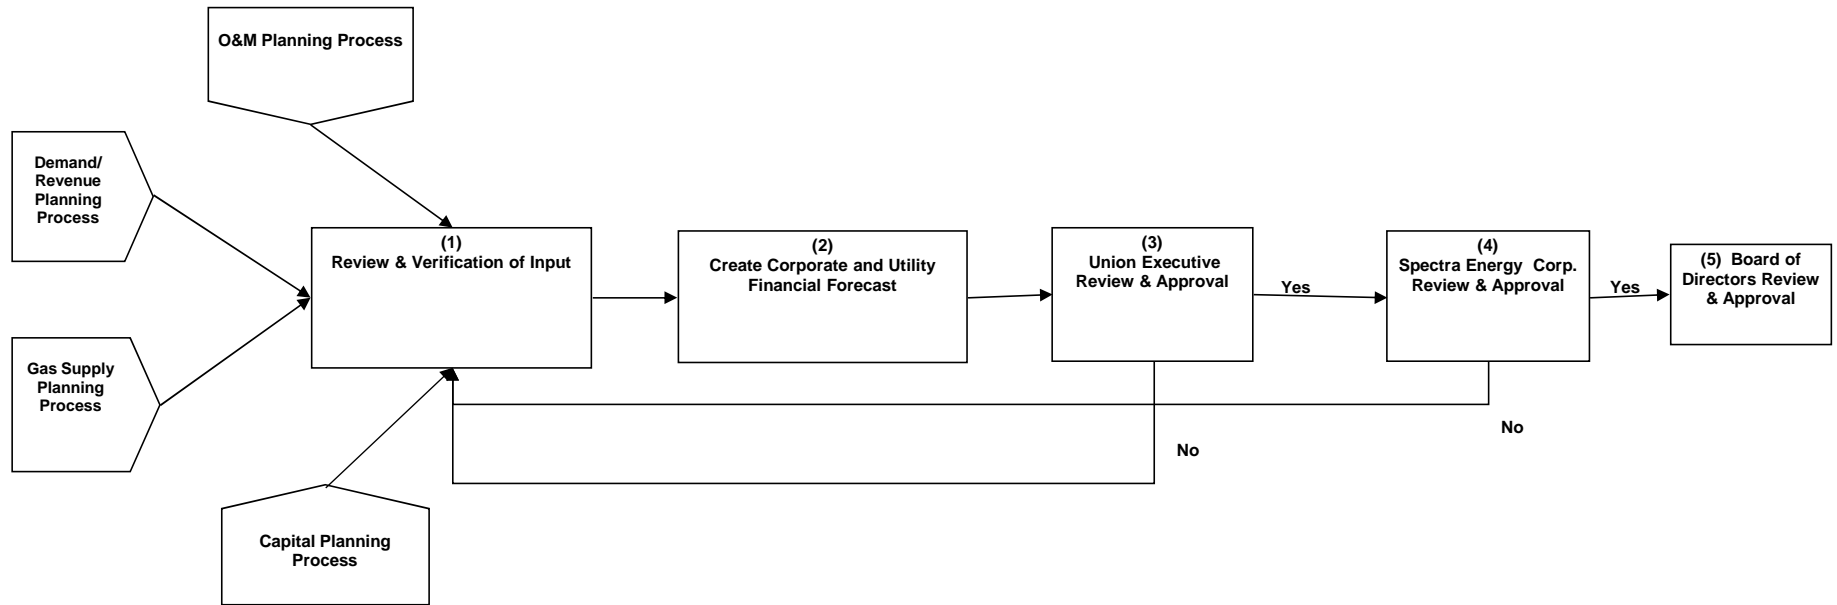 O&M Planning Process
Demand/
Revenue
Planning
Process
Gas Supply
Planning
Process
(1)
Review & Verification of Input
(2)
Create Corporate and Utility
Financial Forecast
(3)
Union Executive
Review & Approval
Yes
(4)
Spectra Energy Corp.
Review & Approval
Yes
(5) Board of
Directors Review
& Approval
No
No
Capital Planning
Process